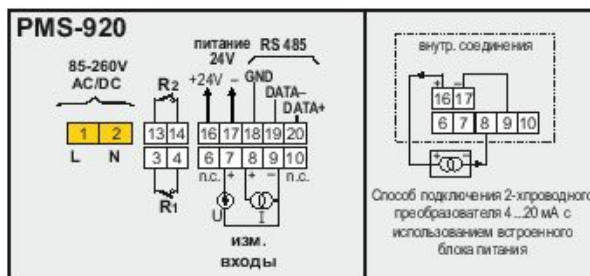 PMS-920
85-260V
AC/DC
1 2
L N
R2
13 14
3 4
R1
питание RS 485
24V
+24V – GND
DATA–
DATA+
16 17 18 19 20
6 7 8 9 10
n.c. + + – n.c.
U I
изм.
входы
внутр. соединения
+ –
16 17
6 7 8 9 10
+ –
Способ подключения 2-хпроводного
преобразователя 4...20 мА с
использованием встроенного
блока питания